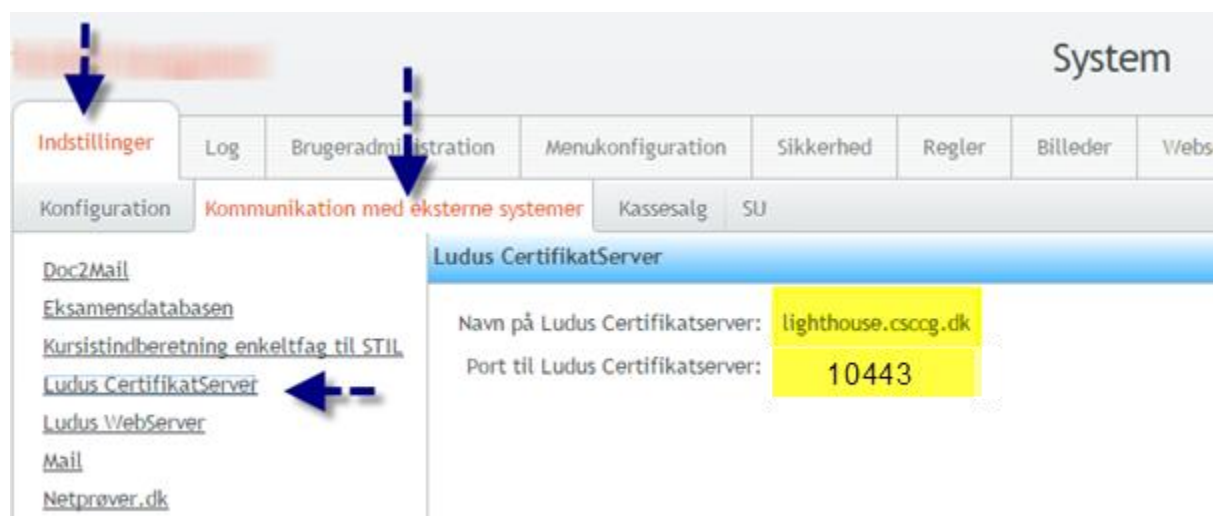 System
Indstillinger Log Brugeradministration Menukonfiguration Sikkerhed Regler Billeder Webs
Konfiguration Kommunikation med eksterne systemer Kassesalg SU
Ludus CertifikatServer
Doc2Mail
Eksamensdatabasen
Kursistindberetning enkeltfag til STIL
Ludus CertifikatServer
Ludus WebServer
Mail
Netprøver.dk
Navn på Ludus Certifikatserver: lighthouse.csccg.dk
Port til Ludus Certifikatserver: 10443